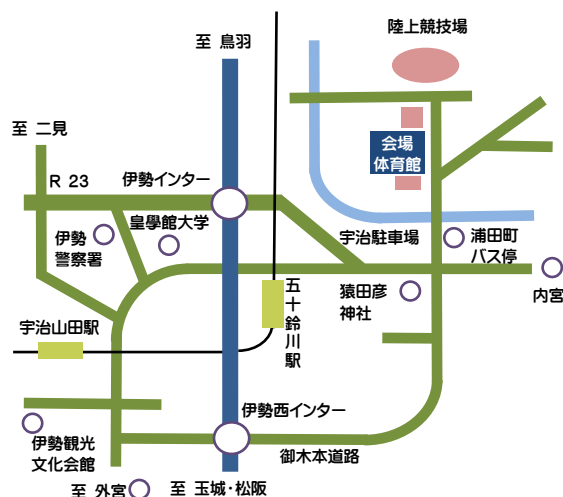 陸上競技場
至 鳥羽
至 二見
会場
体育館
R 23
伊勢インター
皇學館大学
伊勢
警察署
宇治駐車場
浦田町
バス停
内宮
猿田彦
神社
五十鈴川駅
宇治山田駅
伊勢西インター
伊勢観光
文化会館
御木本道路
至 外宮
至 玉城・松阪